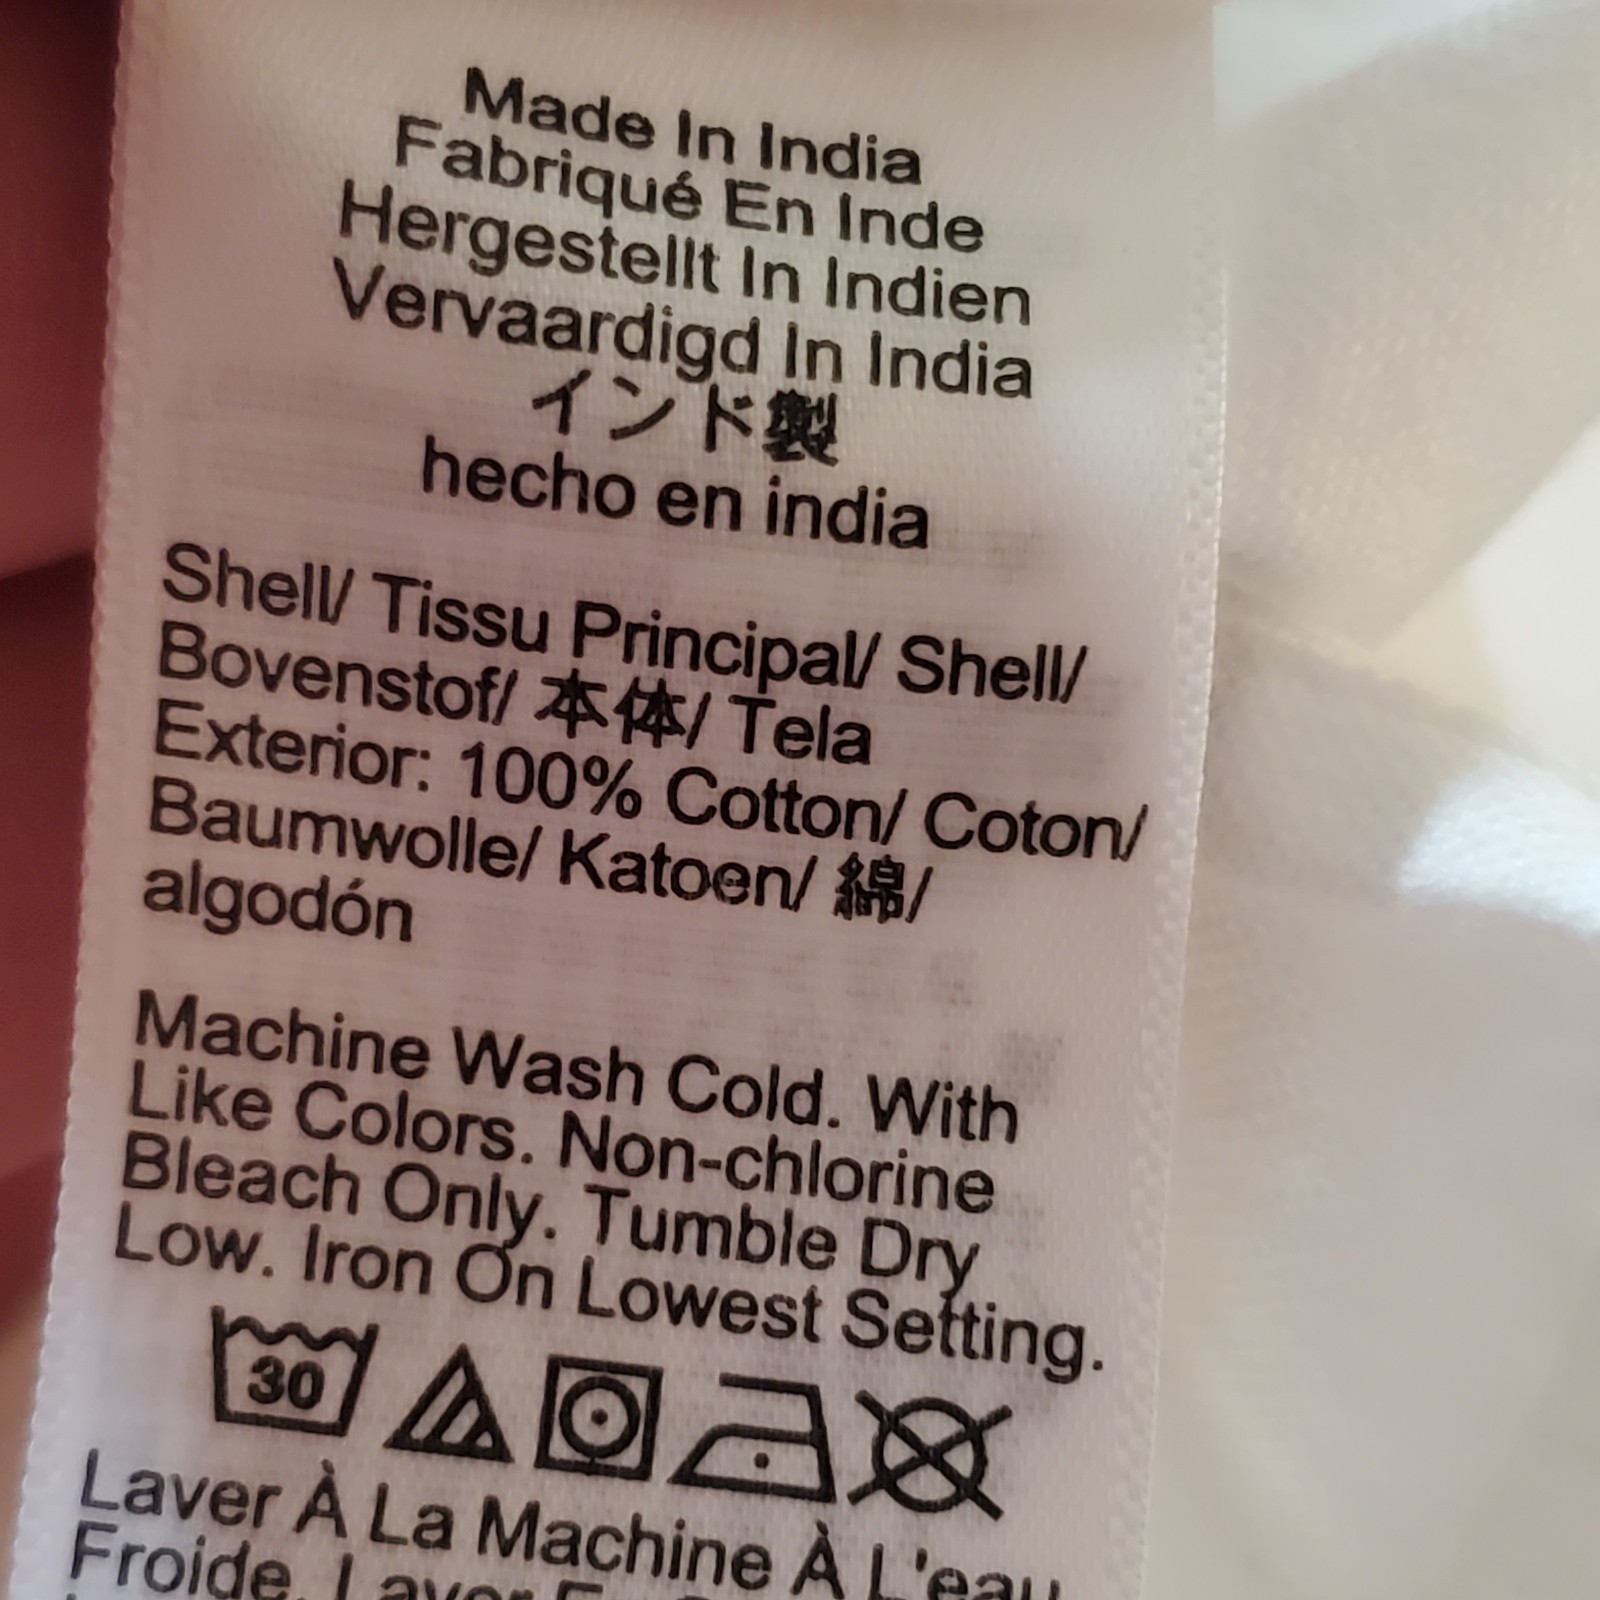 Made In India
Fabriqué En Inde
Hergestellt In Indien
Vervaardigd In India
インド製
hecho en india
Shell/ Tissu Principal/ Shell/
Bovenstof/ 本体/ Tela
Exterior: 100% Cotton/ Coton/
Baumwolle/ Katoen/ 綿/
algodón
Machine Wash Cold. With
Like Colors. Non-chlorine
Bleach Only. Tumble Dry
Low. Iron On Lowest Setting.
30
Laver À La Machine À L'eau
Froide. Laver